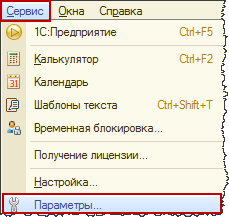 Сервис Окна Справка
1С:Предприятие Ctrl+F5
Калькулятор Ctrl+F2
Календарь
Шаблоны текста Ctrl+Shift+T
Временная блокировка...
Получение лицензии...
Настройка...
Параметры...